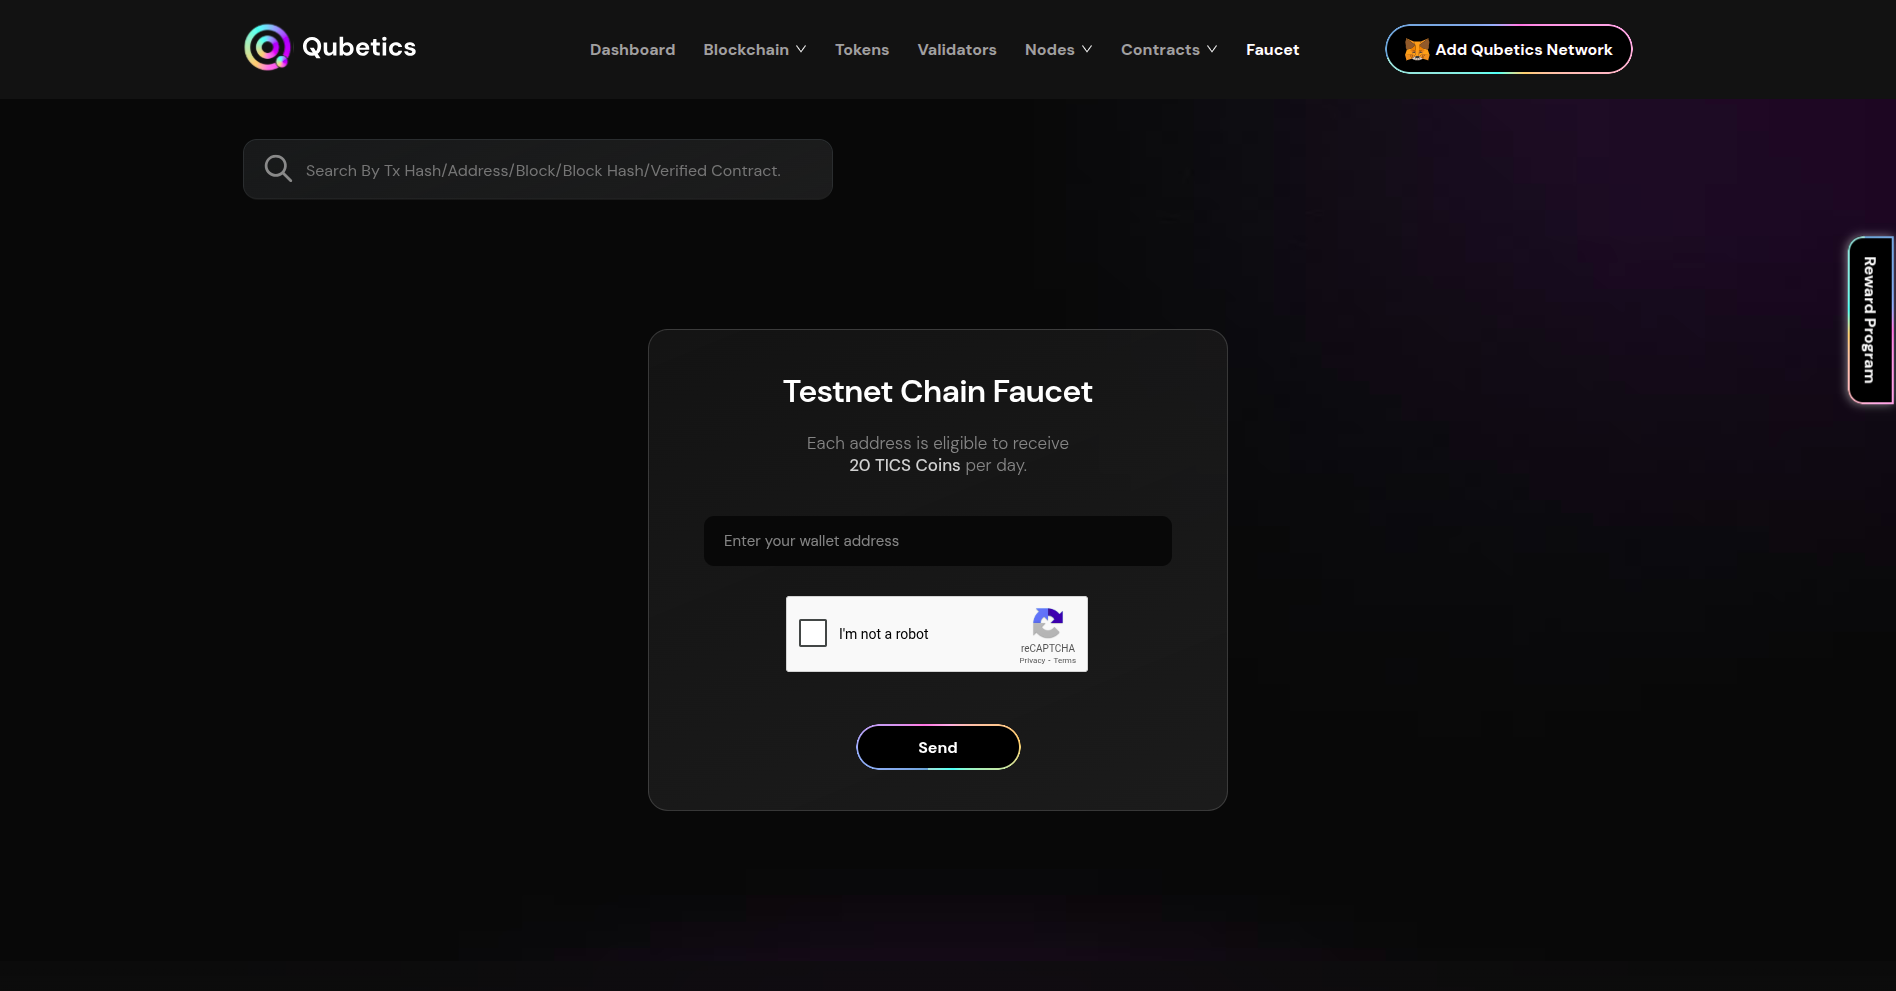 Qubetics
Dashboard Blockchain Tokens Validators Nodes Contracts Faucet
Add Qubetics Network
Search By Tx Hash/Address/Block/Block Hash/Verified Contract.
Reward Program
Testnet Chain Faucet
Each address is eligible to receive
20 TICS Coins per day.
Enter your wallet address
I'm not a robot
reCAPTCHA
Privacy - Terms
Send